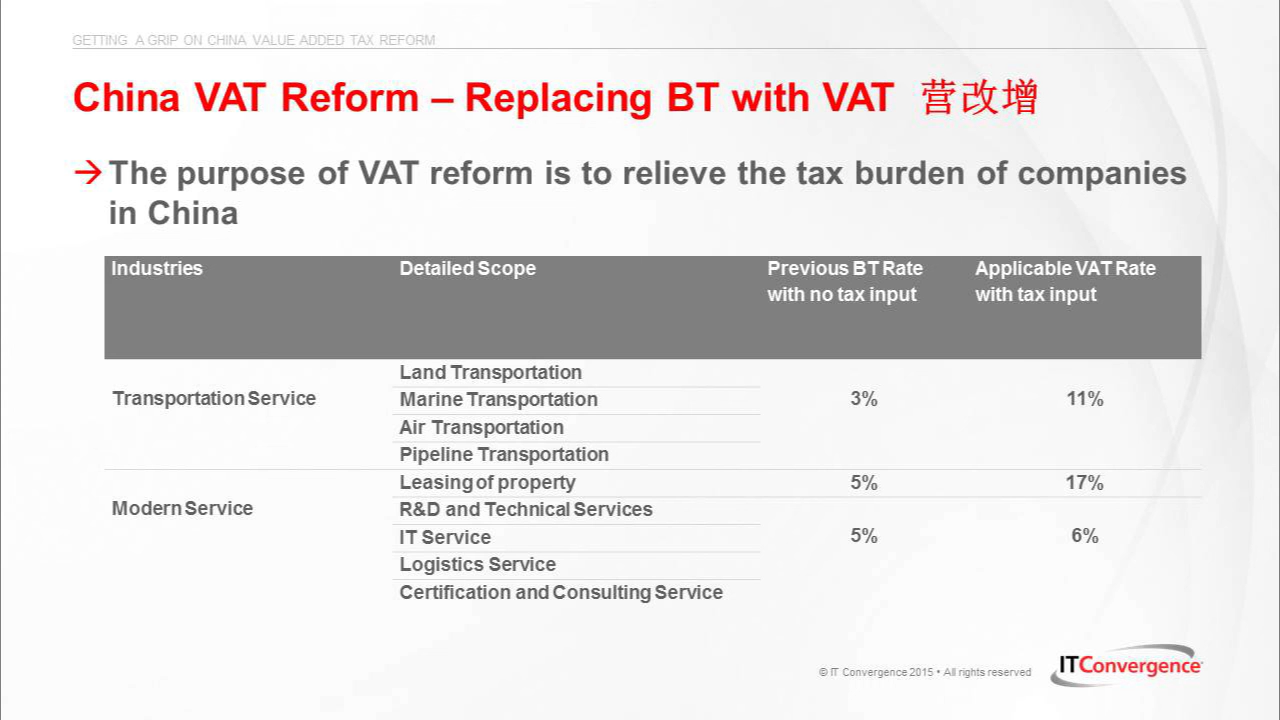 GETTING A GRIP ON CHINA VALUE ADDED TAX REFORM
China VAT Reform – Replacing BT with VAT 营改增
→ The purpose of VAT reform is to relieve the tax burden of companies
in China
Industries Detailed Scope Previous BT Rate Applicable VAT Rate
with no tax input with tax input
Land Transportation
Transportation Service Marine Transportation 3% 11%
Air Transportation
Pipeline Transportation
Leasing of property 5% 17%
Modern Service R&D and Technical Services
IT Service 5% 6%
Logistics Service
Certification and Consulting Service
© IT Convergence 2015 • All rights reserved
ITConvergence